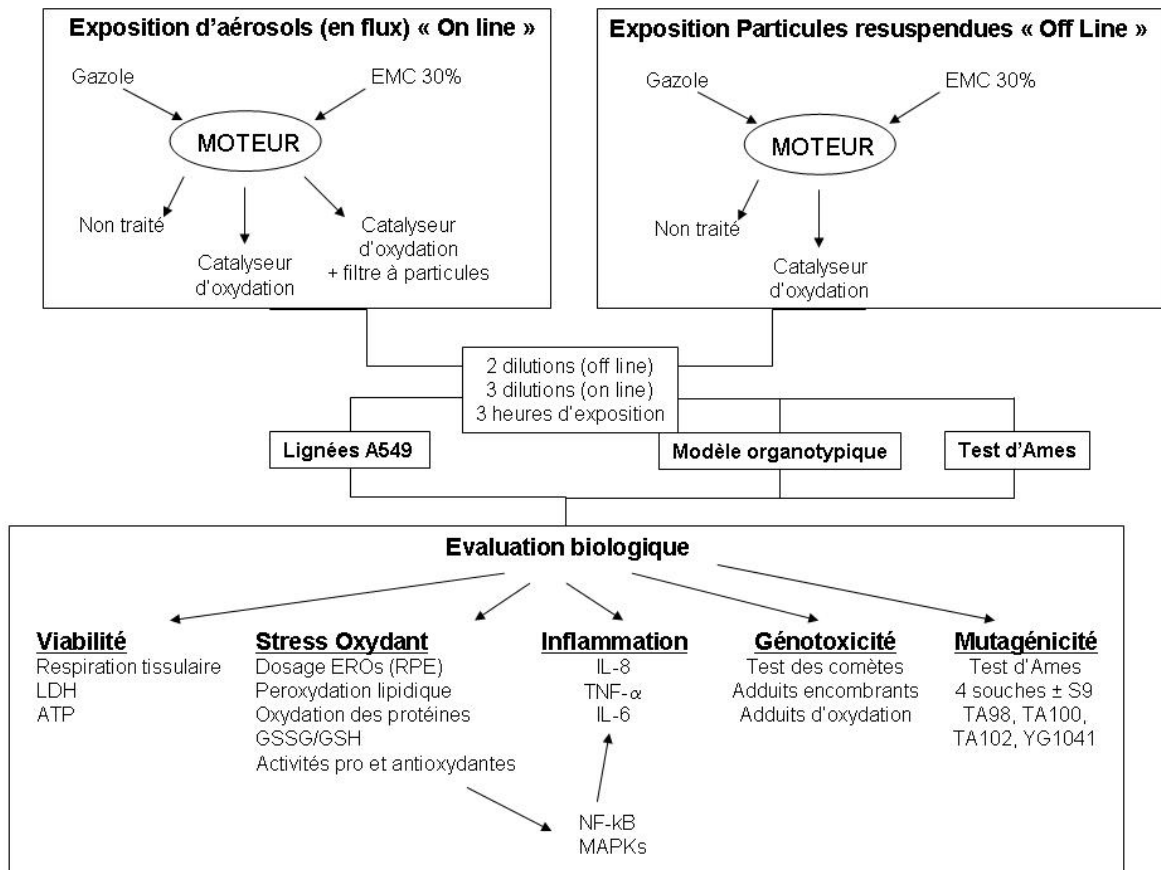 Exposition d'aérosols (en flux) « On line »
Gazole
EMC 30%
MOTEUR
Non traité
Catalyseur
d'oxydation
Catalyseur
d'oxydation
+ filtre à particules
Exposition Particules resuspendues « Off Line »
Gazole
EMC 30%
MOTEUR
Non traité
Catalyseur
d'oxydation
2 dilutions (off line)
3 dilutions (on line)
3 heures d'exposition
Lignées A549
Modèle organotypique
Test d'Ames
Evaluation biologique
Viabilité
Respiration tissulaire
LDH
ATP
Stress Oxydant
Dosage EROs (RPE)
Peroxydation lipidique
Oxydation des protéines
GSSG/GSH
Activités pro et antioxydantes
Inflammation
IL-8
TNF-α
IL-6
NF-kB
MAPKs
Génotoxicité
Test des comètes
Adduits encombrants
Adduits d'oxydation
Mutagénicité
Test d'Ames
4 souches ± S9
TA98, TA100,
TA102, YG1041